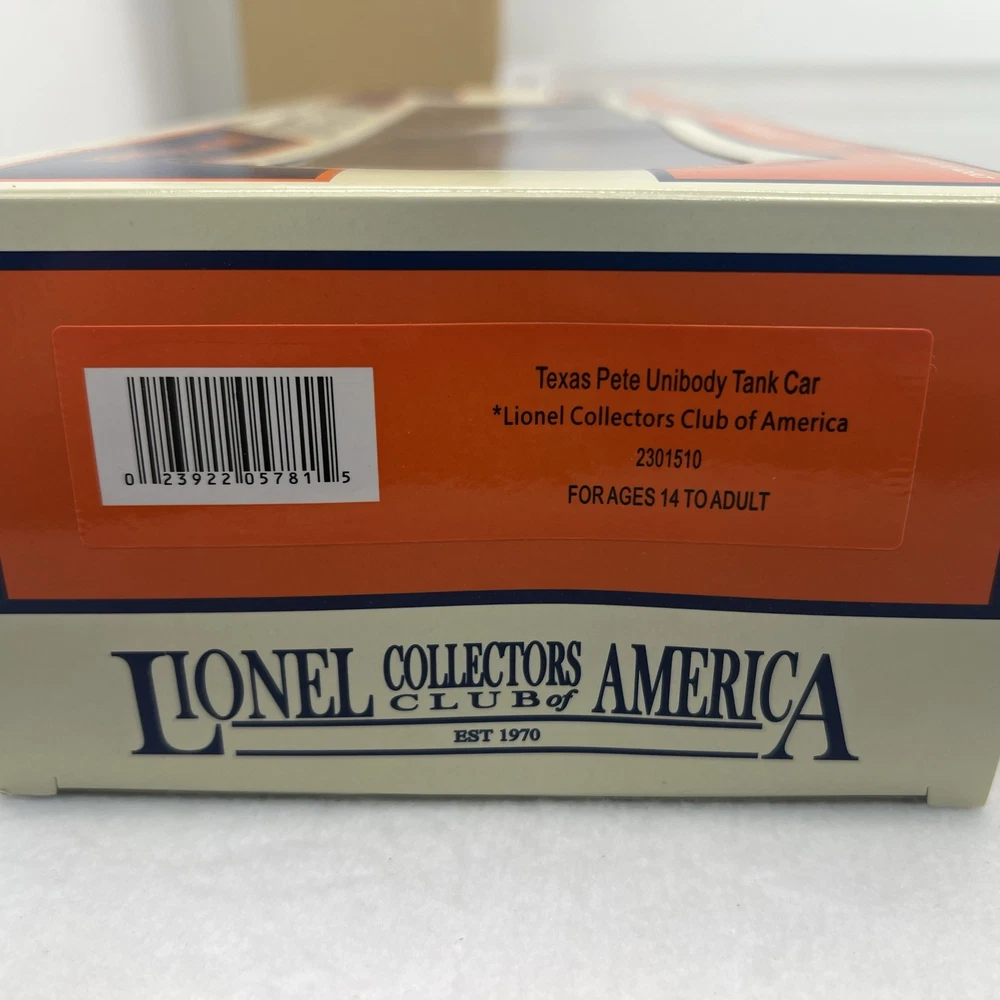 Texas Pete Unibody Tank Car
*Lionel Collectors Club of America
2301510
FOR AGES 14 TO ADULT
0 23922 05781 5
LIONEL COLLECTORS CLUB of AMERICA
EST 1970